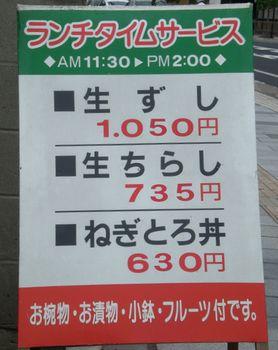 ランチタイムサービス
◆AM11:30▶PM2:00◆
■生ずし
1.050円
■生ちらし
735円
■ねぎとろ丼
630円
お椀物・お漬物・小鉢・フルーツ付です。